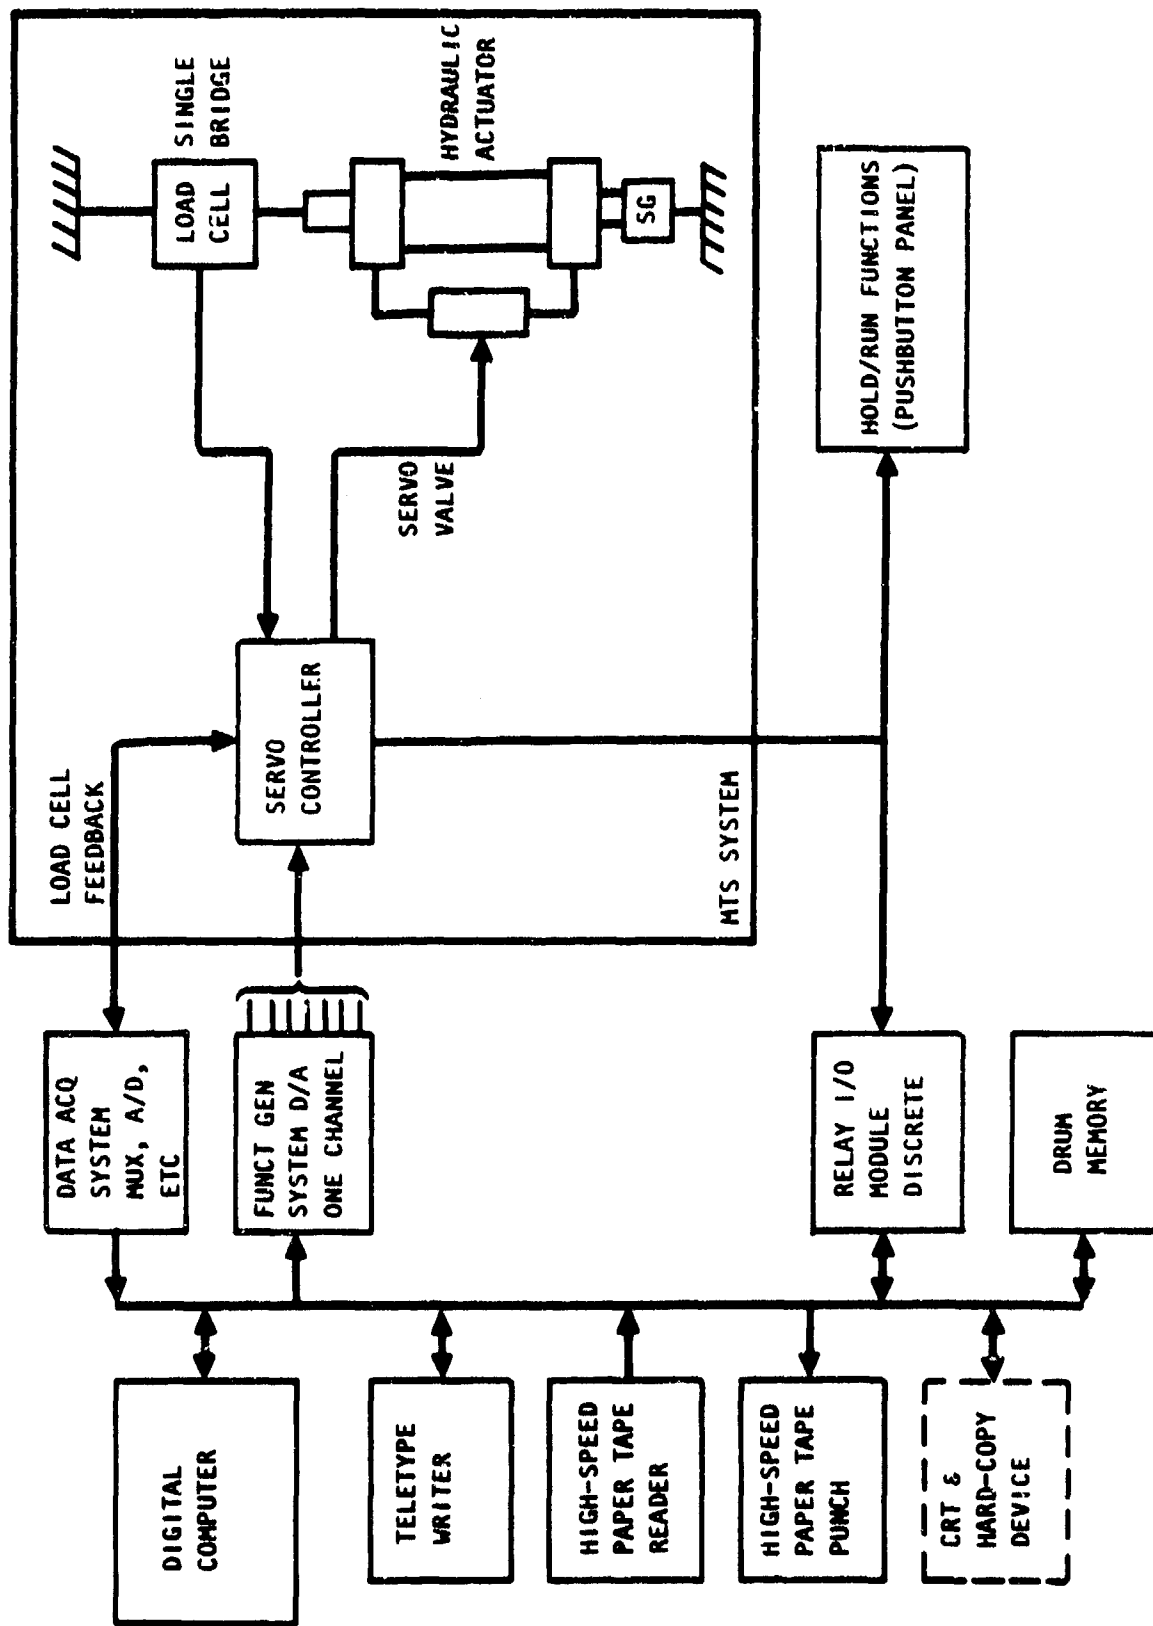 DIGITAL
COMPUTER
TELETYPE
WRITER
HIGH-SPEED
PAPER TAPE
READER
HIGH-SPEED
PAPER TAPE
PUNCH
CRT &
HARD-COPY
DEVICE
DATA ACQ
SYSTEM
MUX, A/D,
ETC
FUNCT GEN
SYSTEM D/A
ONE CHANNEL
RELAY I/O
MODULE
DISCRETE
DRUM
MEMORY
LOAD CELL
FEEDBACK
SERVO
CONTROLLER
MTS SYSTEM
SERVO
VALVE
LOAD
CELL
SINGLE
BRIDGE
HYDRAULIC
ACTUATOR
SG
HOLD/RUN FUNCTIONS
(PUSHBUTTON PANEL)